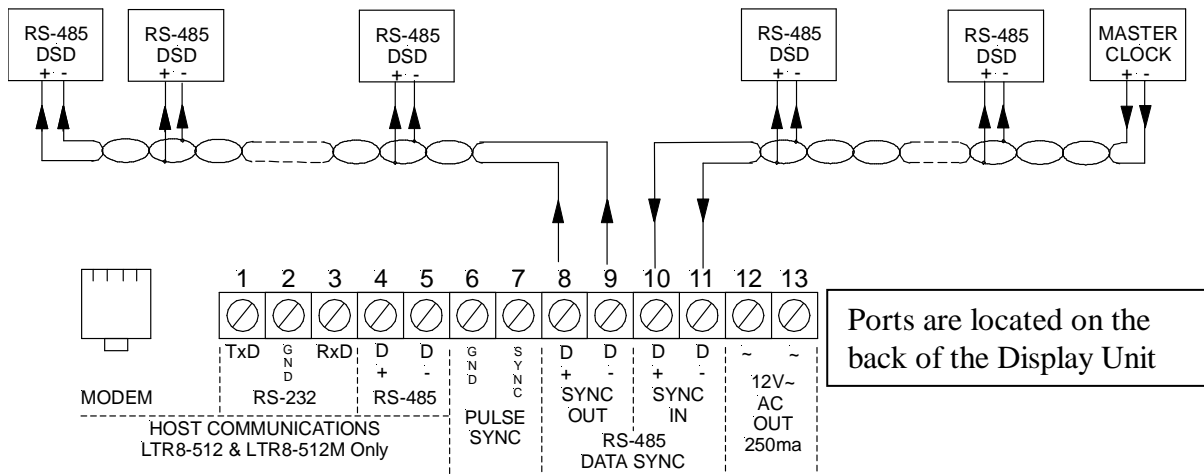 RS-485 RS-485 RS-485 RS-485 RS-485 MASTER
DSD DSD DSD DSD DSD CLOCK
+ - + - + - + - + - + -
1 2 3 4 5 6 7 8 9 10 11 12 13
TxD GND RxD D D GND SYNC D D D D ~ ~
+ - + - + -
MODEM
RS-232
RS-485
PULSE
SYNC
SYNC
OUT
SYNC
IN
12V~
AC
OUT
250ma
HOST COMMUNICATIONS
LTR8-512 & LTR8-512M Only
RS-485
DATA SYNC
Ports are located on the
back of the Display Unit